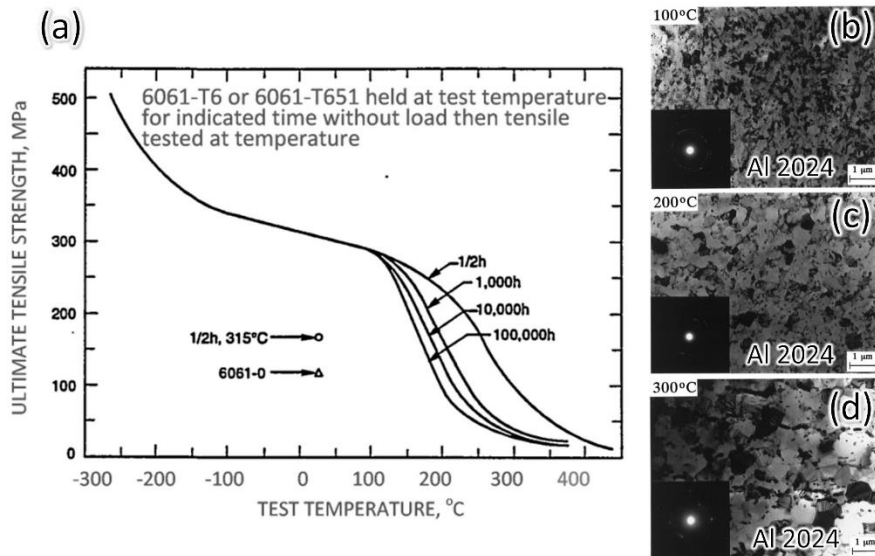 (a)
ULTIMATE TENSILE STRENGTH, MPa
500
400
300
200
100
0
6061-T6 or 6061-T651 held at test temperature
for indicated time without load then tensile
tested at temperature
1/2h
1,000h
10,000h
100,000h
1/2h, 315°C
6061-0
-300 -200 -100 0 100 200 300 400
TEST TEMPERATURE, °C
100°C
(b)
Al 2024
1 μm
200°C
(c)
Al 2024
1 μm
300°C
(d)
Al 2024
1 μm